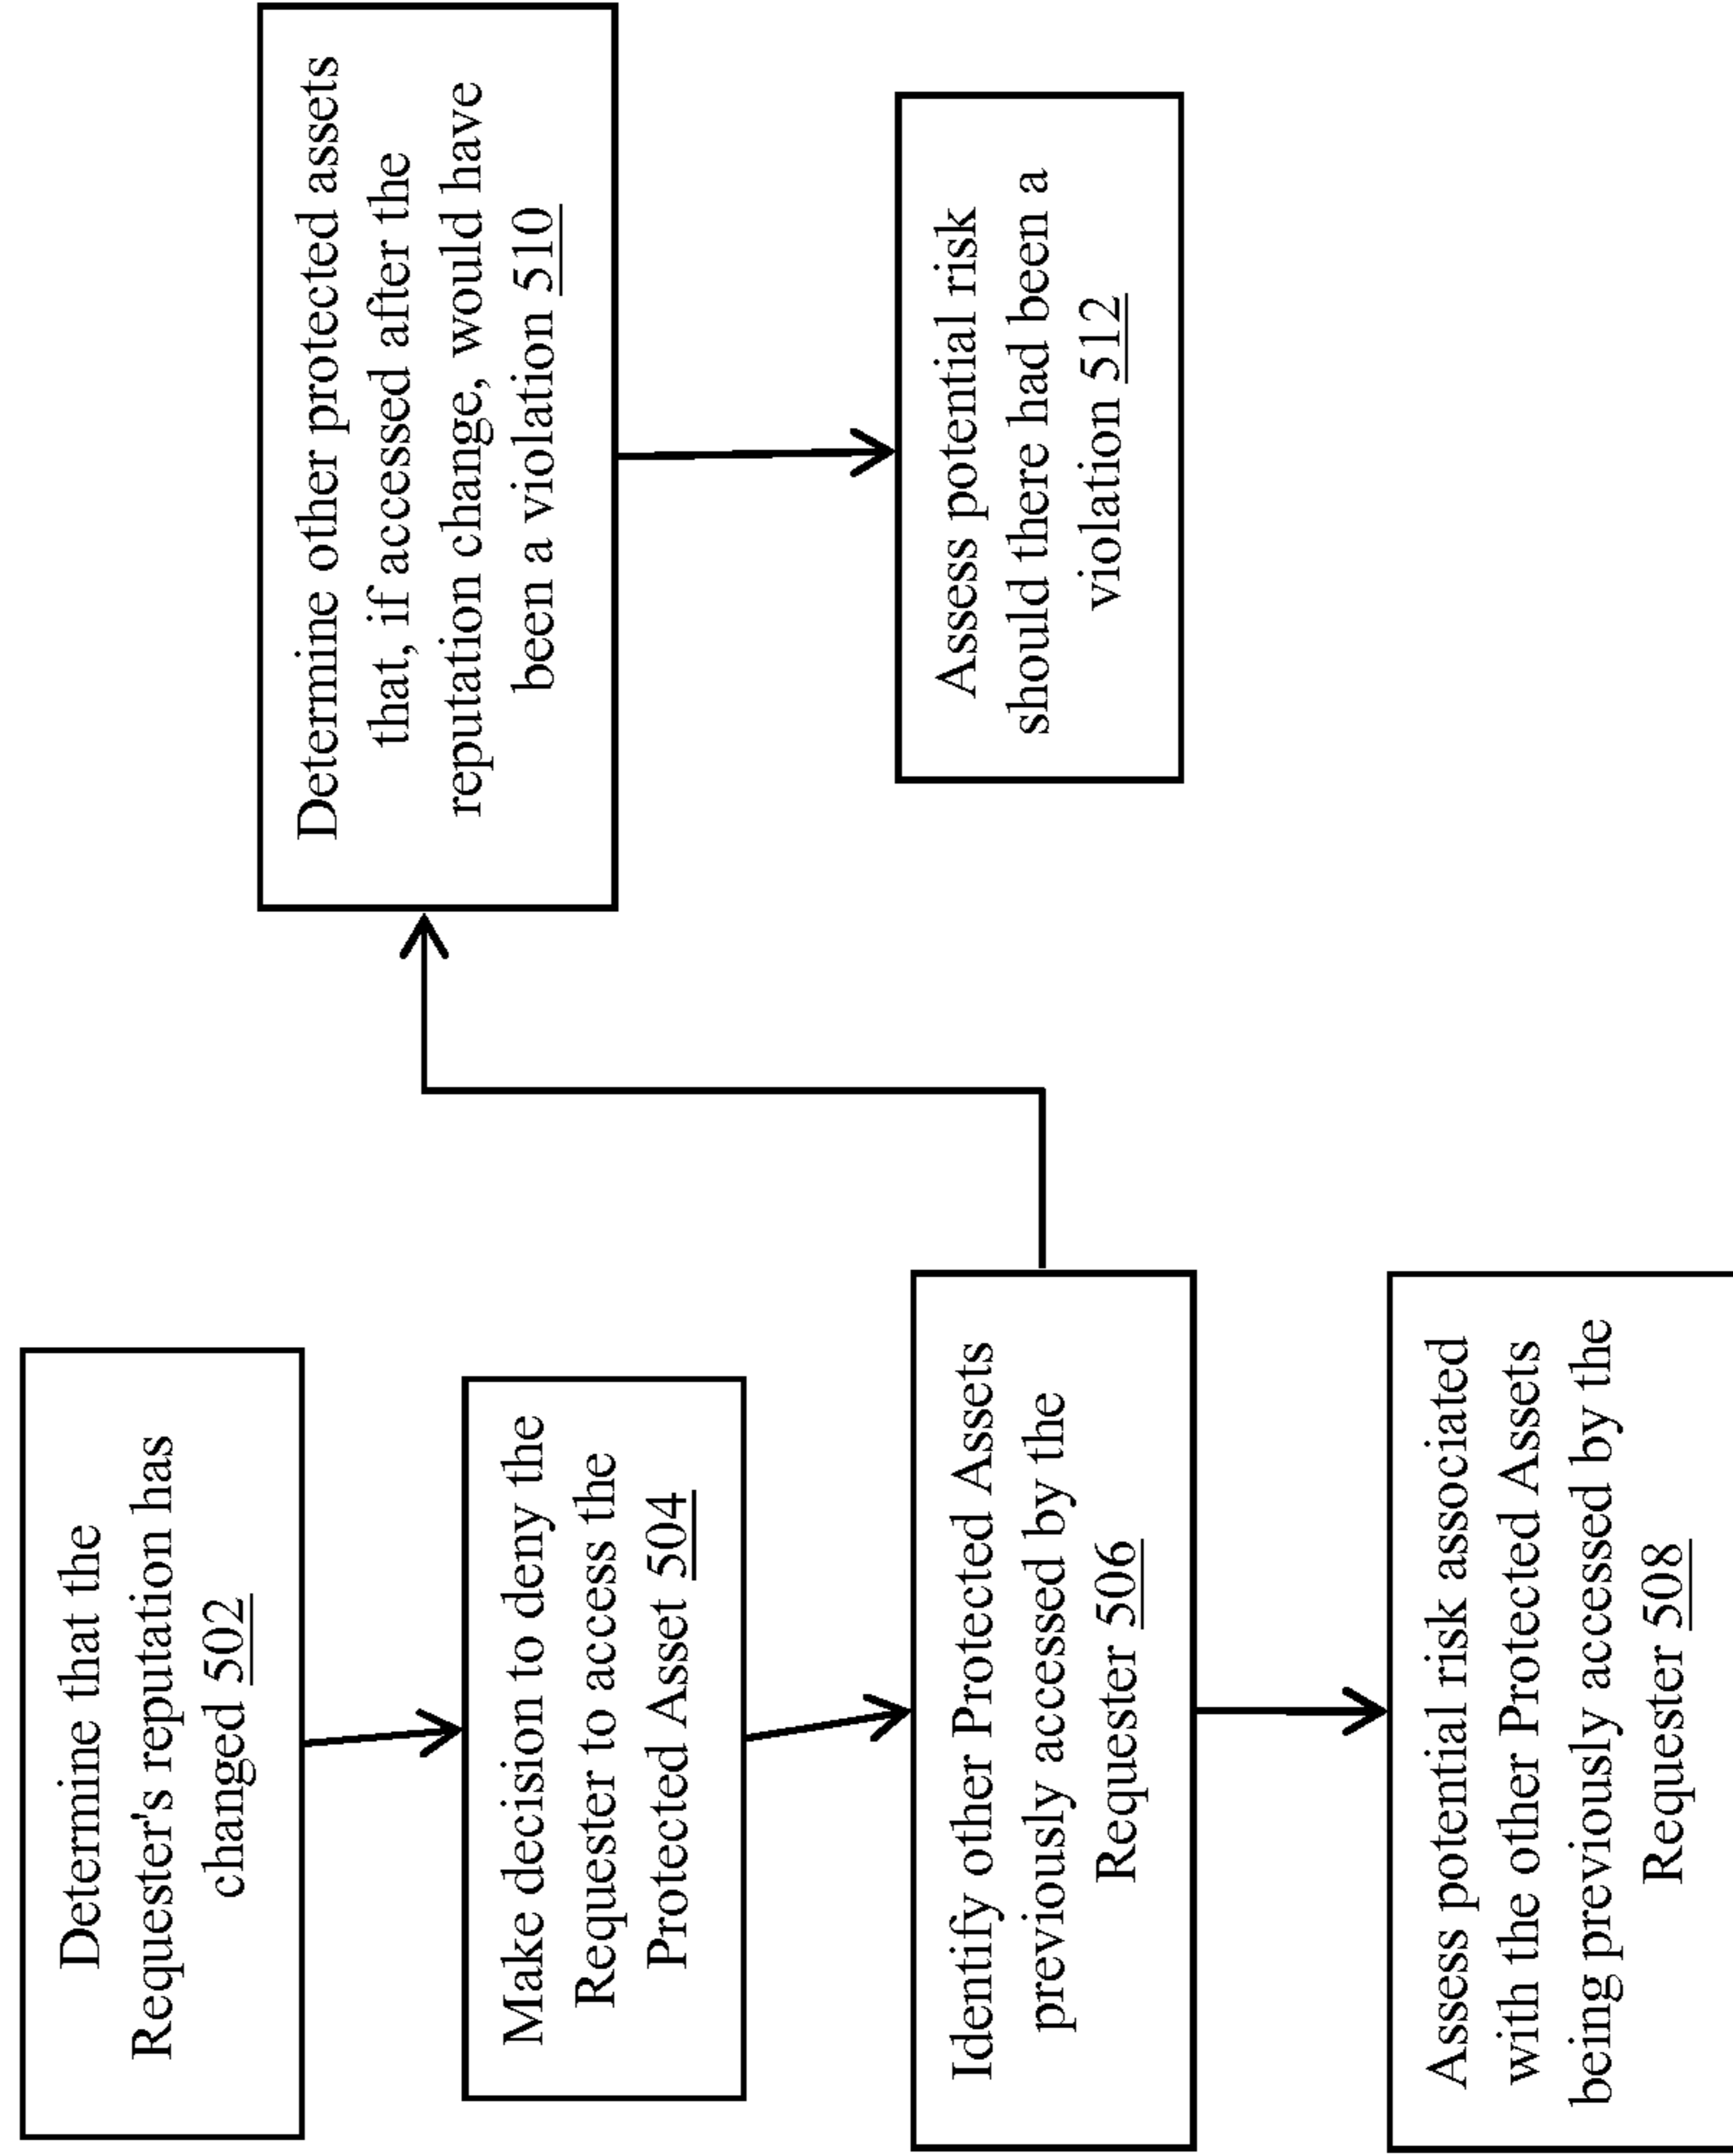 Determine that the
Requester's reputation has
changed 502
Make decision to deny the
Requester to access the
Protected Asset 504
Identify other Protected Assets
previously accessed by the
Requester 506
Assess potential risk associated
with the other Protected Assets
being previously accessed by the
Requester 508
Determine other protected assets
that, if accessed after the
reputation change, would have
been a violation 510
Assess potential risk
should there had been a
violation 512